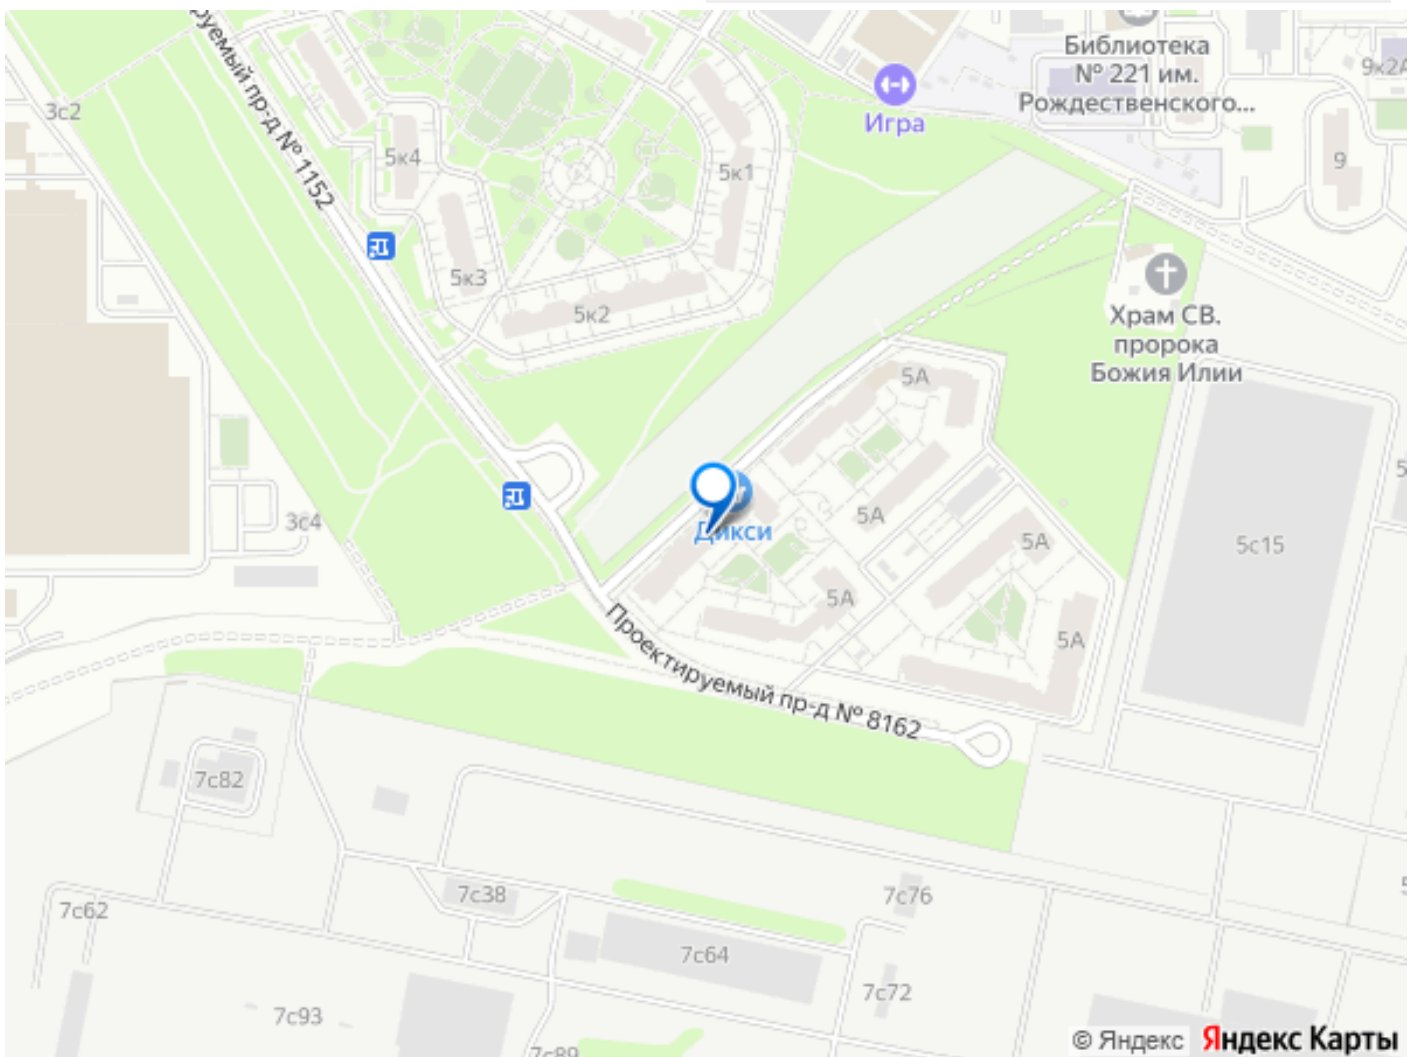 руемый пр-д № 1152
Библиотека
№ 221 им.
Рождественского...
9к2А
Игра
3с2
5к4
5к1
9
5к3
5к2
Храм СВ.
пророка
Божия Илии
5А
Дикси
5А
5А
3с4
5с15
5А
5А
Проектируемый пр-д № 8162
7с82
7с38
7с76
7с62
7с64
7с72
7с93
7с89
© Яндекс
Яндекс Карты